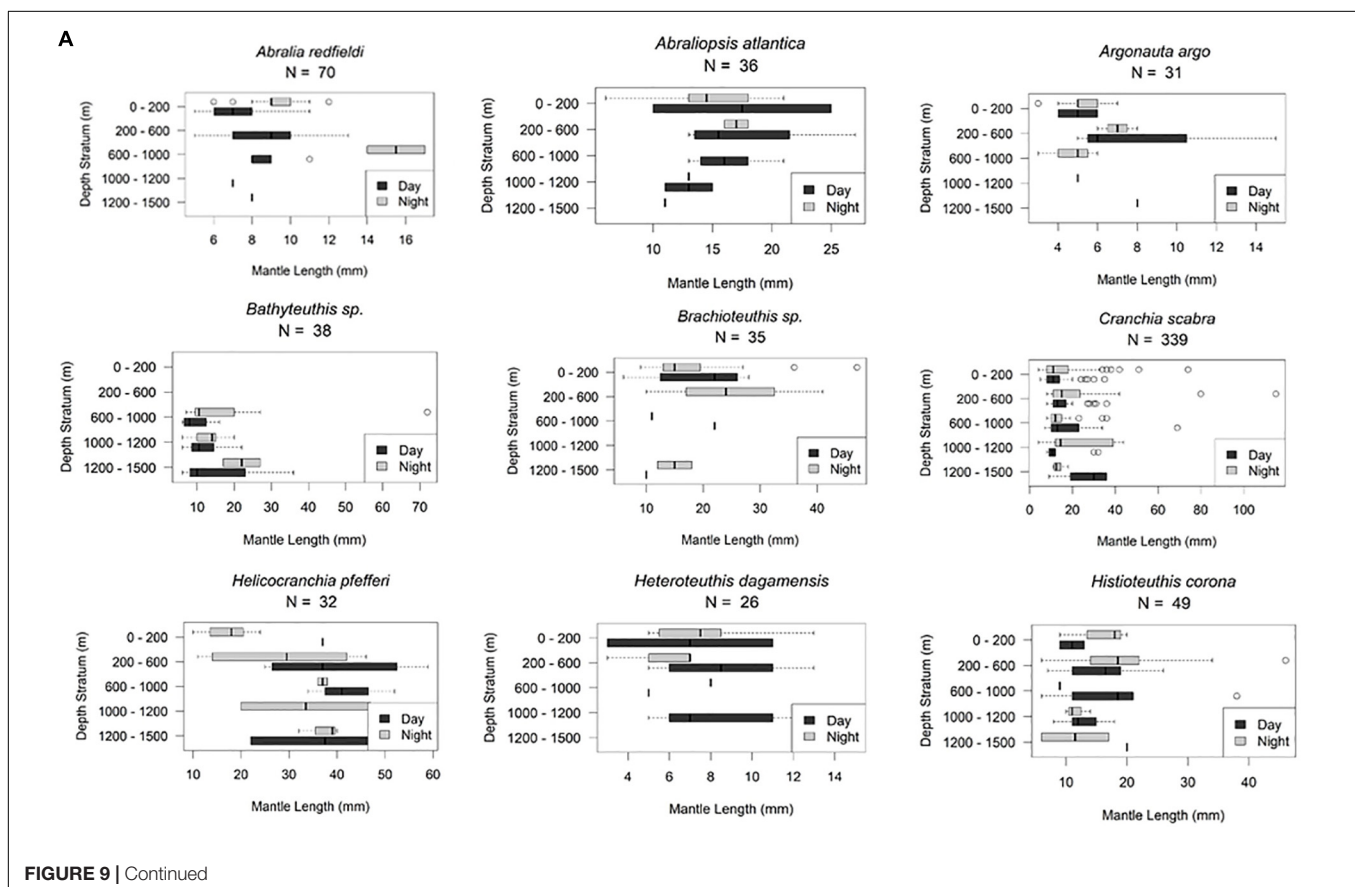 A
Abralia redfieldi
N = 70
Depth Stratum (m)
0 - 200
200 - 600
600 - 1000
1000 - 1200
1200 - 1500
Day
Night
6 8 10 12 14 16
Mantle Length (mm)
Abraliopsis atlantica
N = 36
Depth Stratum (m)
0 - 200
200 - 600
600 - 1000
1000 - 1200
1200 - 1500
Day
Night
10 15 20 25
Mantle Length (mm)
Argonauta argo
N = 31
Depth Stratum (m)
0 - 200
200 - 600
600 - 1000
1000 - 1200
1200 - 1500
Day
Night
4 6 8 10 12 14
Mantle Length (mm)
Bathyteuthis sp.
N = 38
Depth Stratum (m)
0 - 200
200 - 600
600 - 1000
1000 - 1200
1200 - 1500
Day
Night
10 20 30 40 50 60 70
Mantle Length (mm)
Brachioteuthis sp.
N = 35
Depth Stratum (m)
0 - 200
200 - 600
600 - 1000
1200 - 1500
Day
Night
10 20 30 40
Mantle Length (mm)
Cranchia scabra
N = 339
Depth Stratum (m)
0 - 200
200 - 600
600 - 1000
1000 - 1200
1200 - 1500
Day
Night
0 20 40 60 80 100
Mantle Length (mm)
Helicocranchia pfefferi
N = 32
Depth Stratum (m)
0 - 200
200 - 600
600 - 1000
1000 - 1200
1200 - 1500
Day
Night
10 20 30 40 50 60
Mantle Length (mm)
Heteroteuthis dagamensis
N = 26
Depth Stratum (m)
0 - 200
200 - 600
600 - 1000
1200 - 1500
Day
Night
4 6 8 10 12 14
Mantle Length (mm)
Histioteuthis corona
N = 49
Depth Stratum (m)
0 - 200
200 - 600
600 - 1000
1000 - 1200
1200 - 1500
Day
Night
10 20 30 40
Mantle Length (mm)
FIGURE 9 | Continued